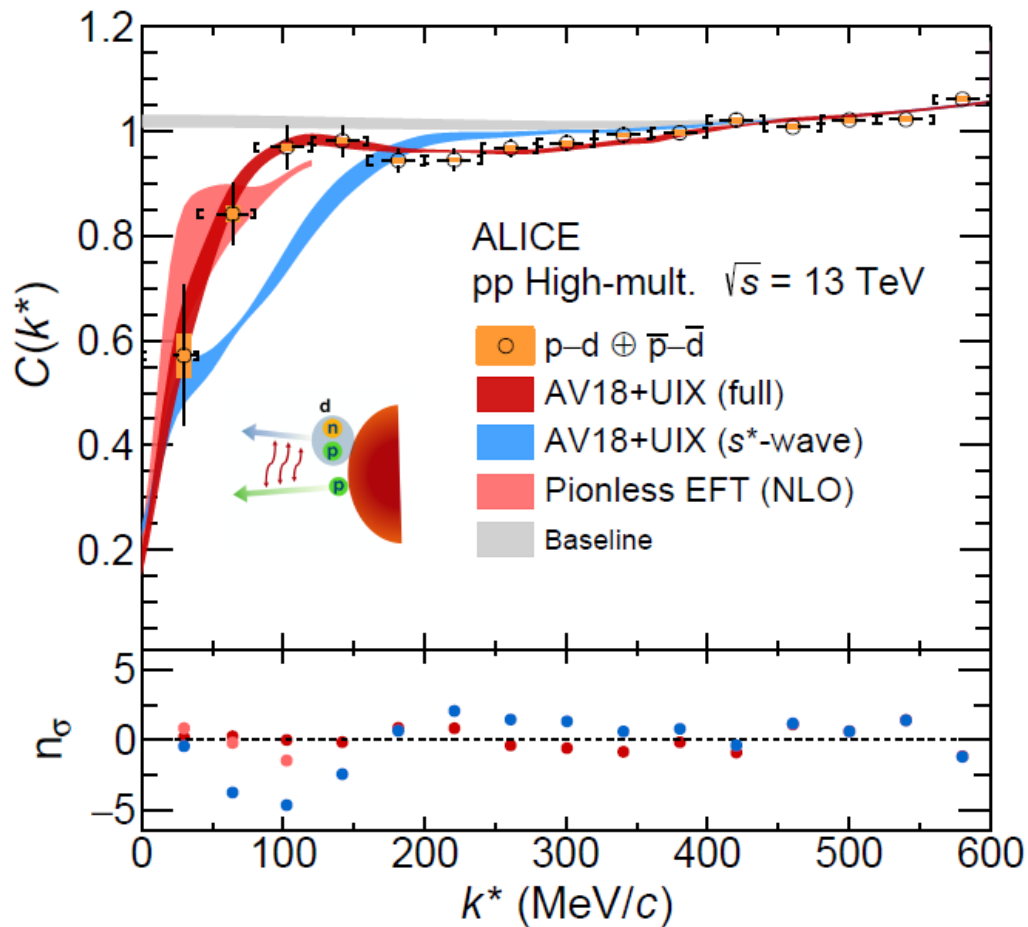 1.2
1
0.8
0.6
0.4
0.2
C(k*)
ALICE
pp High-mult. √s = 13 TeV
p–d ⊕ p̅–d̅
AV18+UIX (full)
AV18+UIX (s*-wave)
Pionless EFT (NLO)
Baseline
d
n
p
p
5
0
−5
nσ
0 100 200 300 400 500 600
k* (MeV/c)